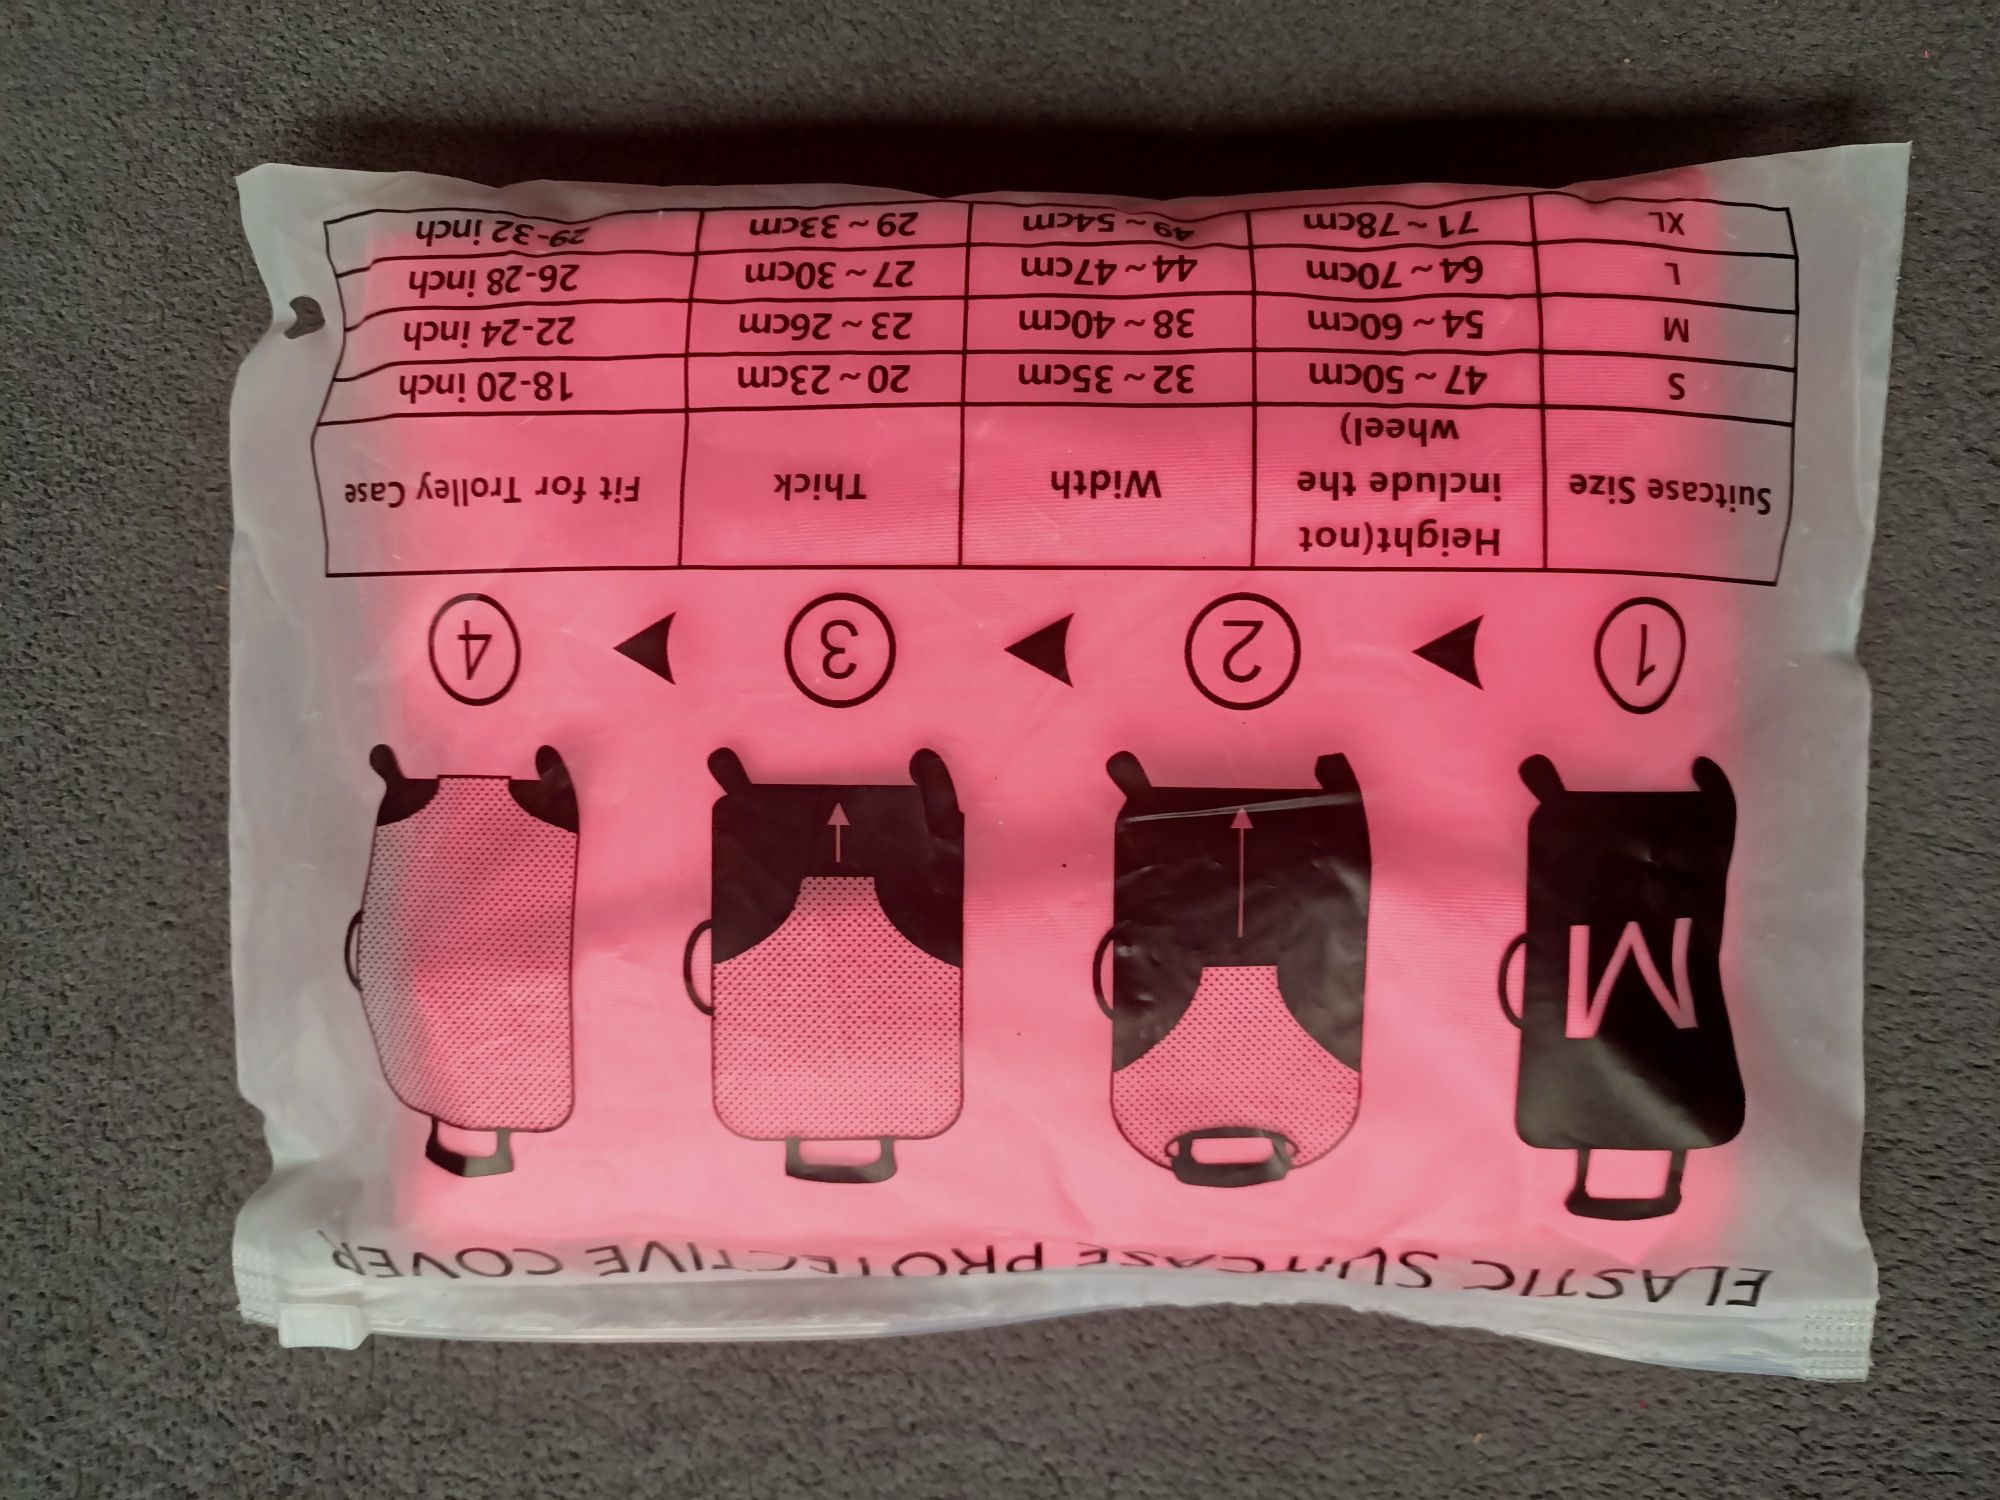 ELASTIC SUITCASE PROTECTIVE COVER
M
1 2 3 4
Suitcase Size Height(not include the wheel) Width Thick Fit for Trolley Case
S 47~50cm 32~35cm 20~23cm 18-20 inch
M 54~60cm 38~40cm 23~26cm 22-24 inch
L 64~70cm 44~47cm 27~30cm 26-28 inch
XL 71~78cm 49~54cm 29~33cm 29-32 inch